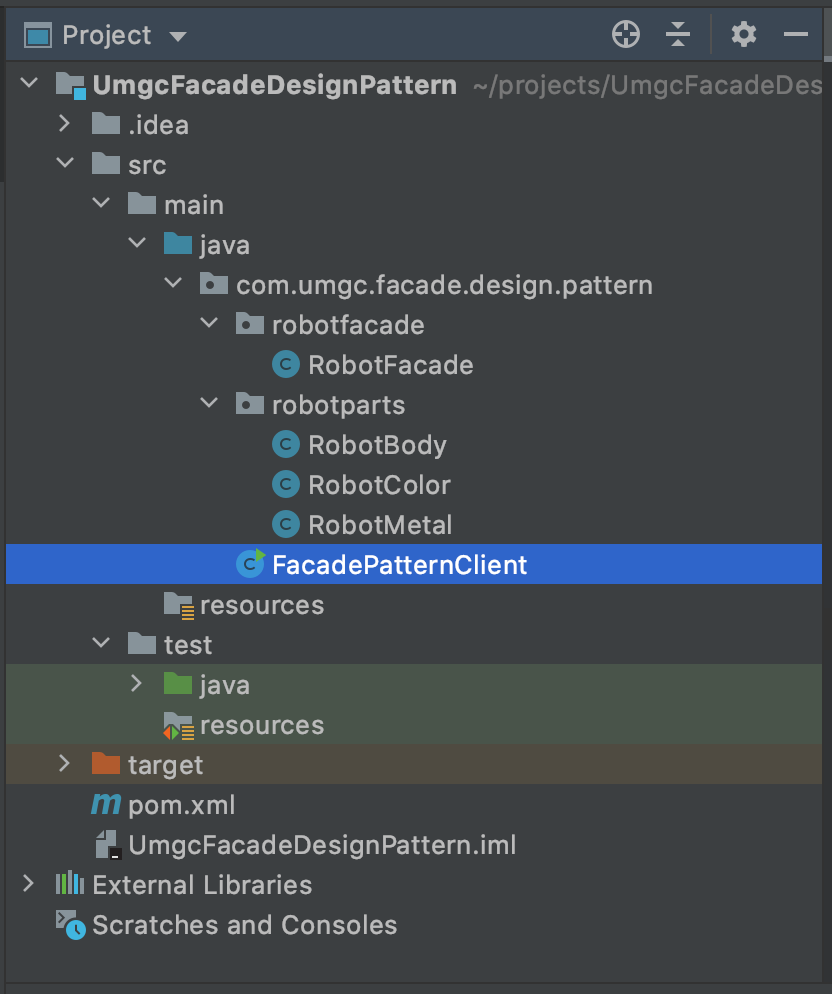 Project
UmgcFacadeDesignPattern ~/projects/UmgcFacadeDes
.idea
src
main
java
com.umgc.facade.design.pattern
robotfacade
C RobotFacade
robotparts
C RobotBody
C RobotColor
C RobotMetal
C FacadePatternClient
resources
test
java
resources
target
m pom.xml
UmgcFacadeDesignPattern.iml
External Libraries
Scratches and Consoles